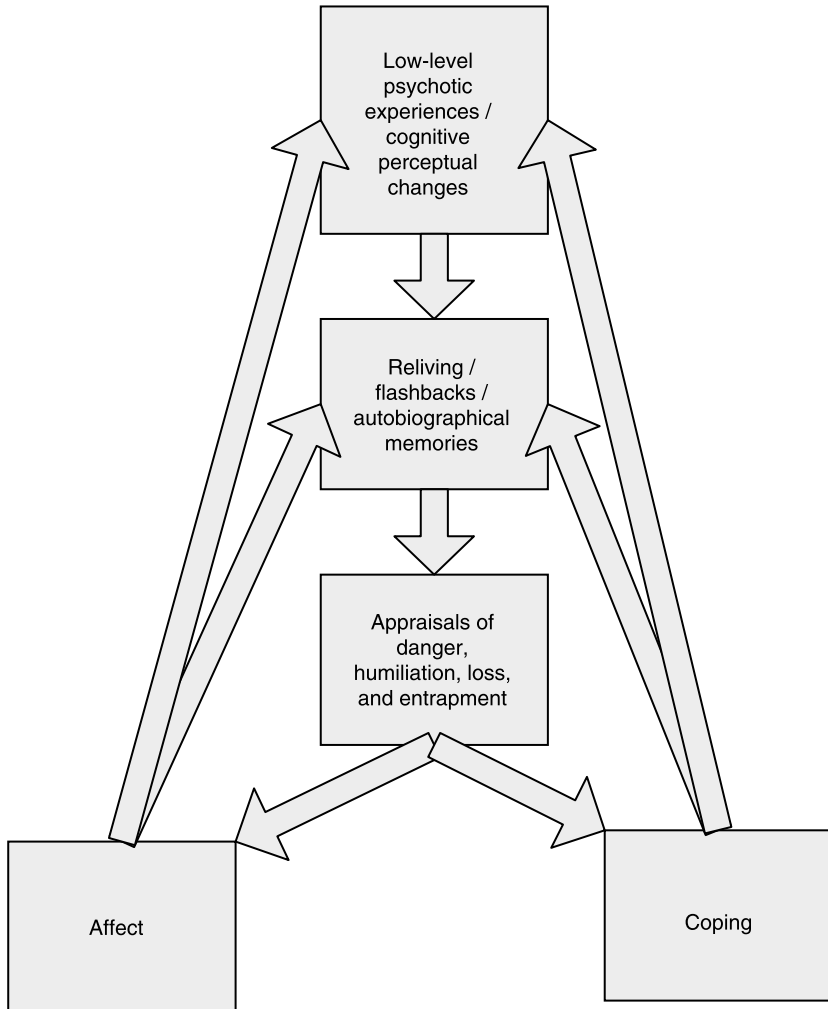 Low-level
psychotic
experiences /
cognitive
perceptual
changes
Reliving /
flashbacks /
autobiographical
memories
Appraisals of
danger,
humiliation, loss,
and entrapment
Affect
Coping